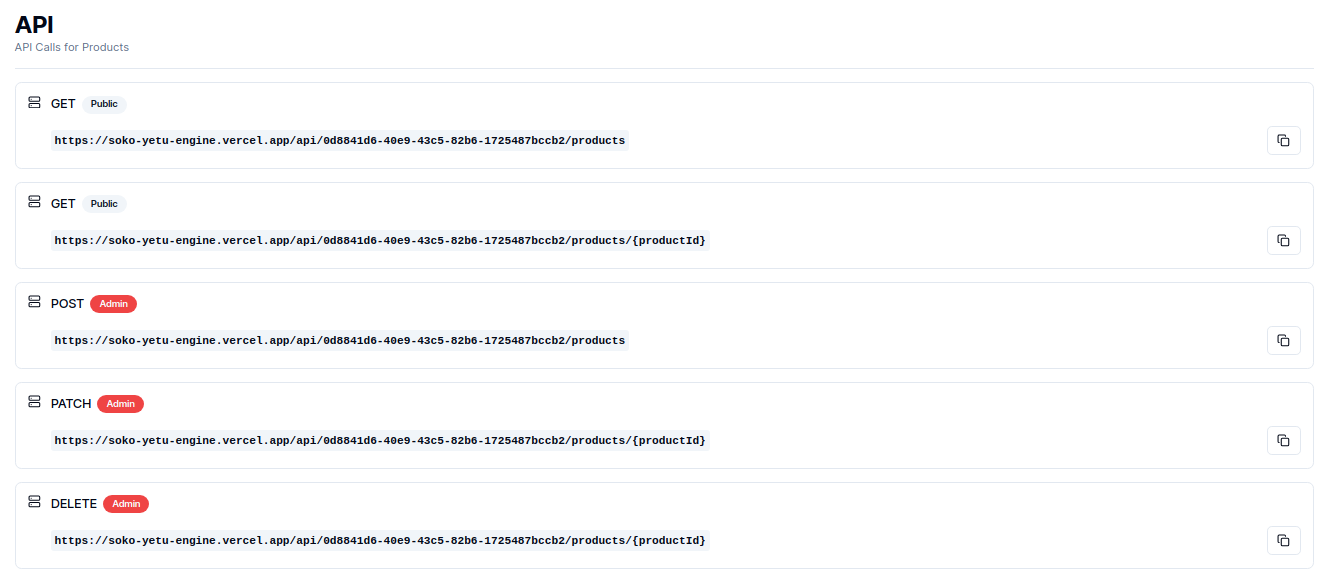 API
API Calls for Products
GET Public
https://soko-yetu-engine.vercel.app/api/0d8841d6-40e9-43c5-82b6-1725487bccb2/products
GET Public
https://soko-yetu-engine.vercel.app/api/0d8841d6-40e9-43c5-82b6-1725487bccb2/products/{productId}
POST Admin
https://soko-yetu-engine.vercel.app/api/0d8841d6-40e9-43c5-82b6-1725487bccb2/products
PATCH Admin
https://soko-yetu-engine.vercel.app/api/0d8841d6-40e9-43c5-82b6-1725487bccb2/products/{productId}
DELETE Admin
https://soko-yetu-engine.vercel.app/api/0d8841d6-40e9-43c5-82b6-1725487bccb2/products/{productId}